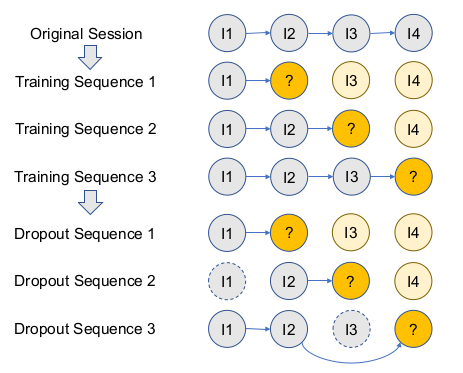 Original Session I1 I2 I3 I4
Training Sequence 1 I1 ? I3 I4
Training Sequence 2 I1 I2 ? I4
Training Sequence 3 I1 I2 I3 ?
Dropout Sequence 1 I1 ? I3 I4
Dropout Sequence 2 I1 I2 ? I4
Dropout Sequence 3 I1 I2 I3 ?